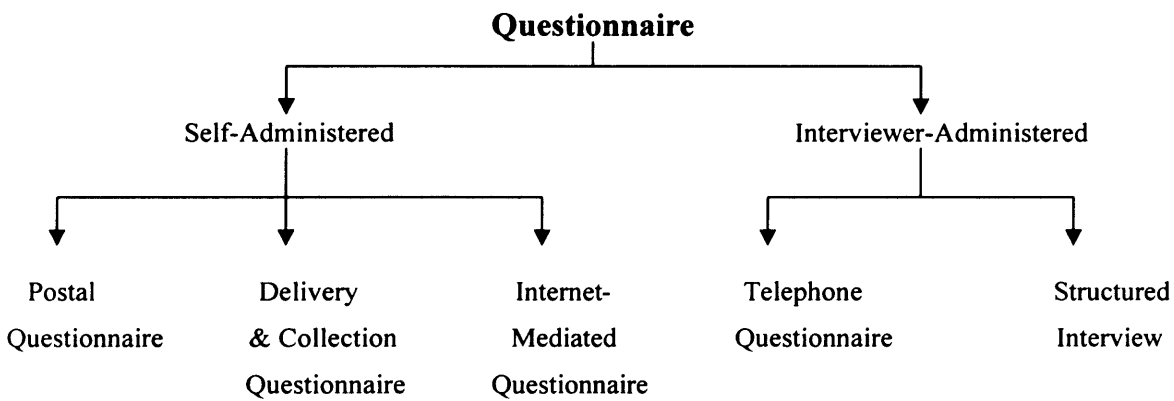 Questionnaire
Self-Administered
Interviewer-Administered
Postal
Questionnaire
Delivery
& Collection
Questionnaire
Internet-
Mediated
Questionnaire
Telephone
Questionnaire
Structured
Interview